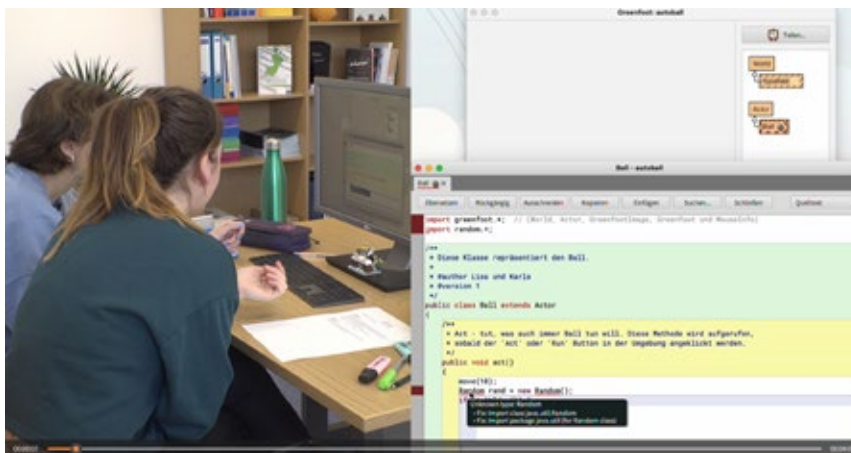 Greenfoot: autoball
Teilen...
World
Actor
Ball
Ball - autoball
Ball
Übersetzen Rückgängig Ausschneiden Kopieren Einfügen Suchen... Schließen Quelltext
import greenfoot.*; // (World, Actor, GreenfootImage, Greenfoot und MouseInfo)
import random.*;
/**
* Diese Klasse repräsentiert den Ball.
*
* @author Lisa und Karla
* @version 1
*/
public class Ball extends Actor
{
/**
* Act - tut, was auch immer Ball tun will. Diese Methode wird aufgerufen,
* sobald der 'Act' oder 'Run' Button in der Umgebung angeklickt werden.
*/
public void act()
{
move(10);
Random rand = new Random();
Unknown type: Random
- Fix: Import class java.util.Random
- Fix: Import package java.util (for Random class)